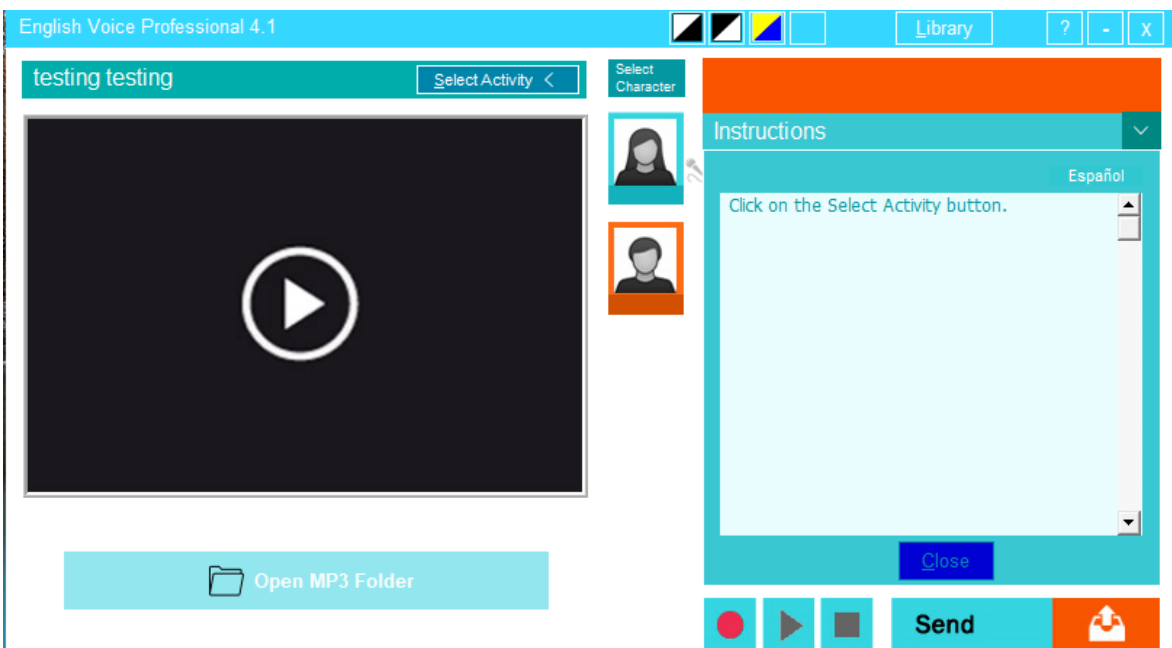 English Voice Professional 4.1
Library
?
-
X
testing testing
Select Activity <
Select
Character
Instructions
Español
Click on the Select Activity button.
Close
Open MP3 Folder
Send